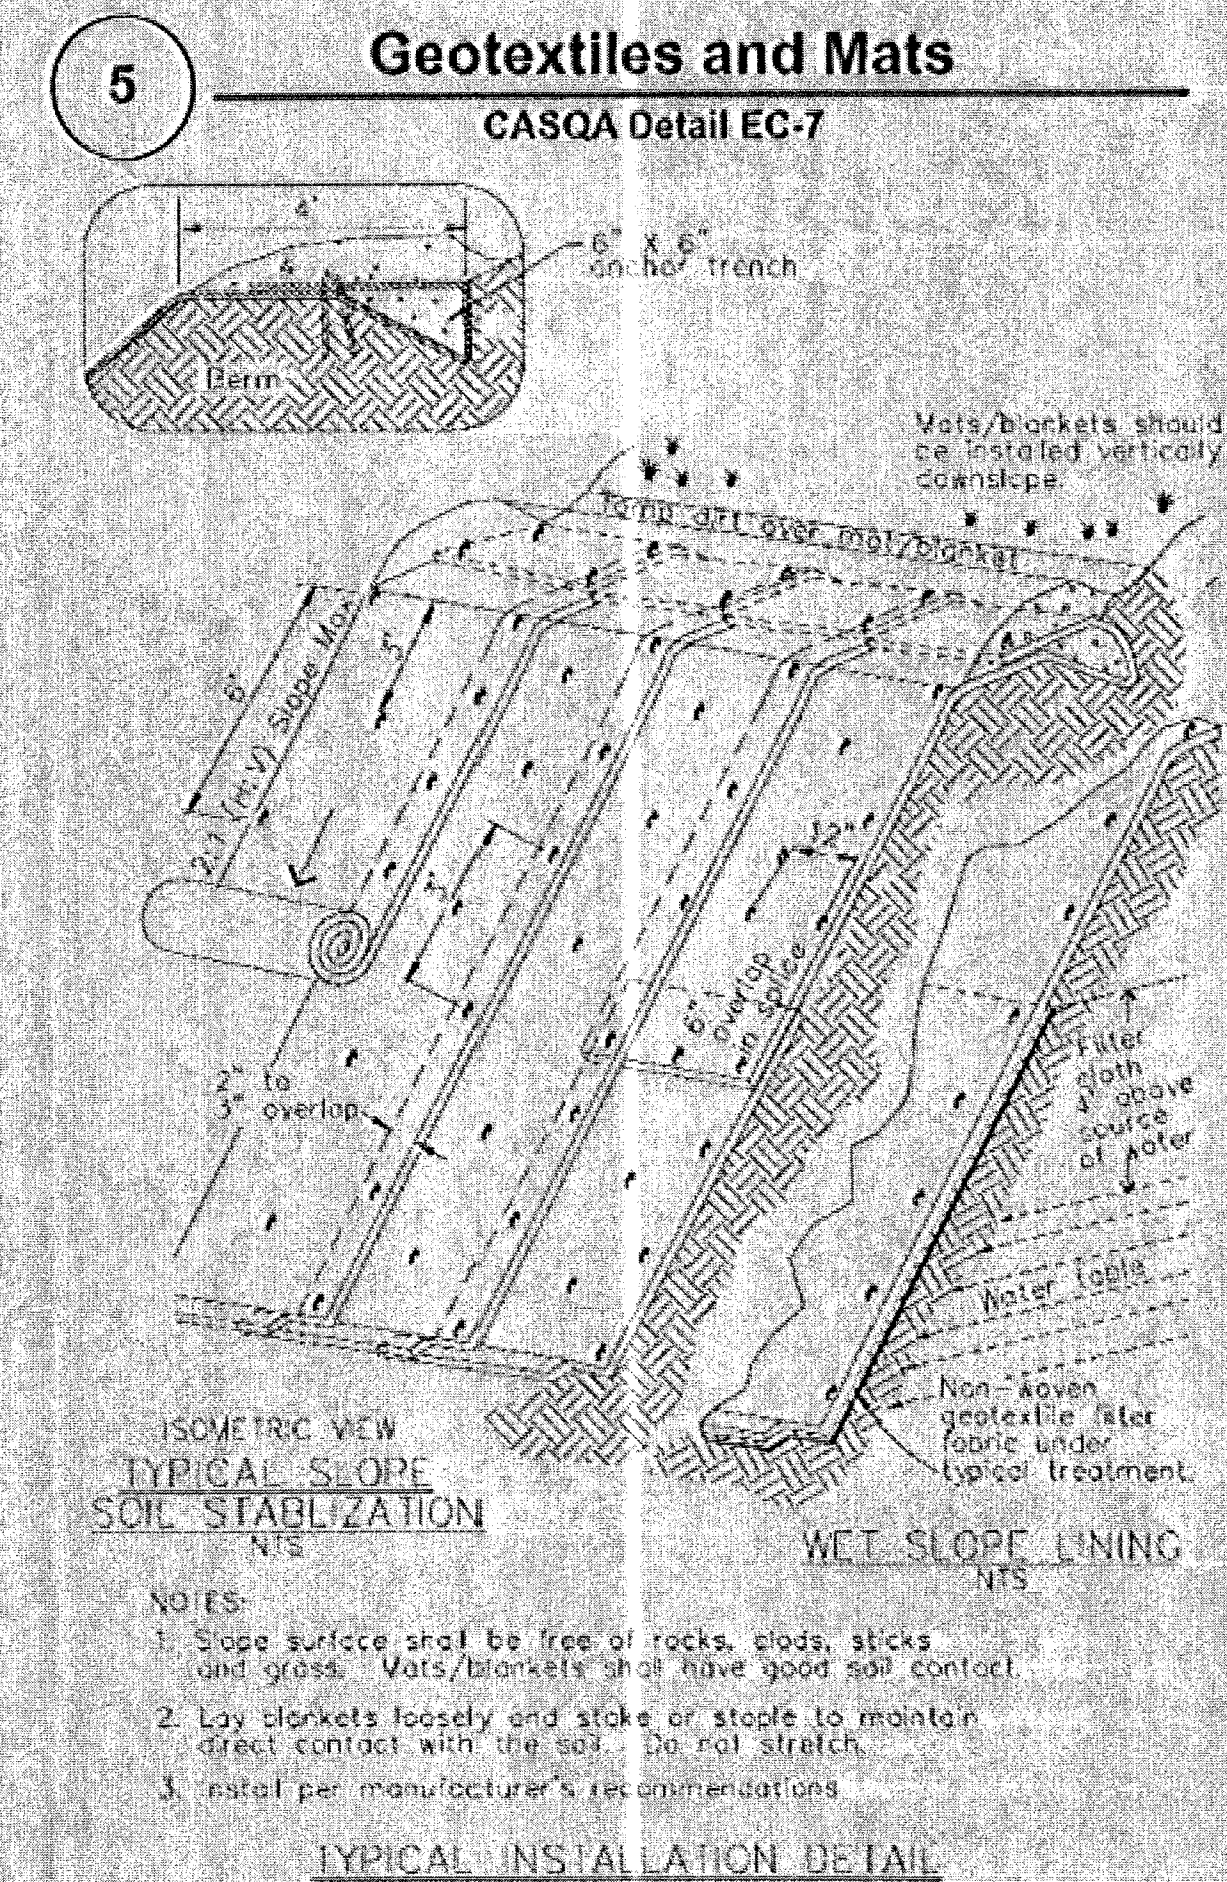 5
Geotextiles and Mats
CASQA Detail EC-7
4'
6" X 6"
anchor trench
Berm
Mats/blankets should
be installed vertically
downslope.
Tamp dirt over mat/blanket
2:1 (H:V) Slope Max
12"
6"
overlap
in splice
2" to
3" overlap
Filter
cloth
above
source
of water
Water Table
Non-woven
geotextile filter
fabric under
typical treatment.
ISOMETRIC VIEW
TYPICAL SLOPE
SOIL STABLIZATION
NTS
WET SLOPE LINING
NTS
NOTES:
1. Slope surface shall be free of rocks, clods, sticks
and grass. Mats/blankets shall have good soil contact.
2. Lay blankets loosely and stake or staple to maintain
direct contact with the soil. Do not stretch.
3. Install per manufacturer's recommendations
TYPICAL INSTALLATION DETAIL